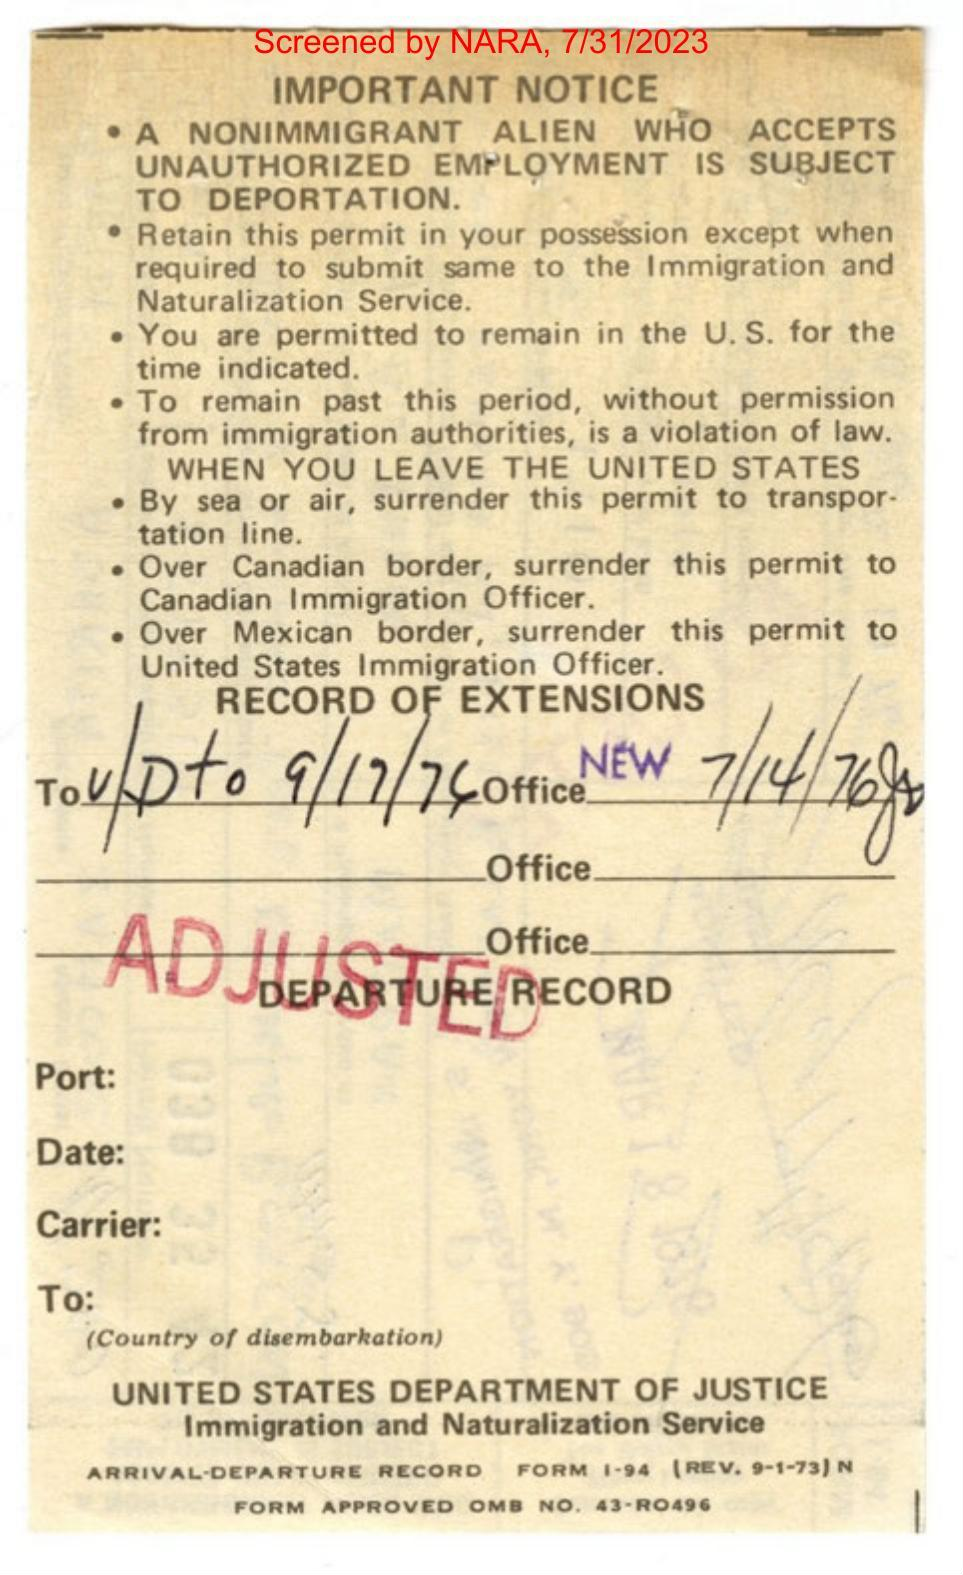 Screened by NARA, 7/31/2023
IMPORTANT NOTICE
• A NONIMMIGRANT ALIEN WHO ACCEPTS
UNAUTHORIZED EMPLOYMENT IS SUBJECT
TO DEPORTATION.
• Retain this permit in your possession except when
required to submit same to the Immigration and
Naturalization Service.
• You are permitted to remain in the U. S. for the
time indicated.
• To remain past this period, without permission
from immigration authorities, is a violation of law.
WHEN YOU LEAVE THE UNITED STATES
• By sea or air, surrender this permit to transpor-
tation line.
• Over Canadian border, surrender this permit to
Canadian Immigration Officer.
• Over Mexican border, surrender this permit to
United States Immigration Officer.
RECORD OF EXTENSIONS
To V/D to 9/17/76 Office NEW 7/14/76
Office
Office
ADJUSTED
DEPARTURE RECORD
Port:
Date:
Carrier:
To:
(Country of disembarkation)
UNITED STATES DEPARTMENT OF JUSTICE
Immigration and Naturalization Service
ARRIVAL-DEPARTURE RECORD FORM I-94 (REV. 9-1-73) N
FORM APPROVED OMB NO. 43-RO496